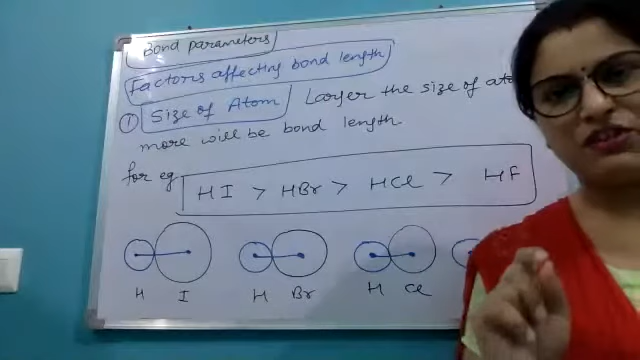 Bond parameters
Factors affecting bond length
① Size of Atom Larger the size of ato
more will be bond length.
for eg HI > HBr > HCl > HF
H I H Br H Cl